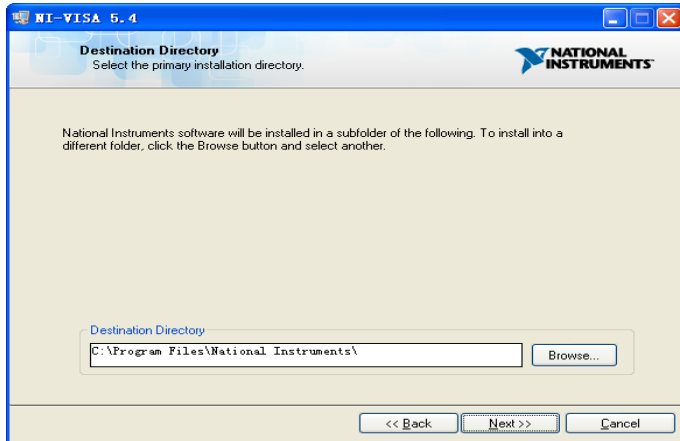 NI-VISA 5.4
Destination Directory
Select the primary installation directory.
NATIONAL
INSTRUMENTS™
National Instruments software will be installed in a subfolder of the following. To install into a
different folder, click the Browse button and select another.
Destination Directory
C:\Program Files\National Instruments\
Browse...
<< Back
Next >>
Cancel